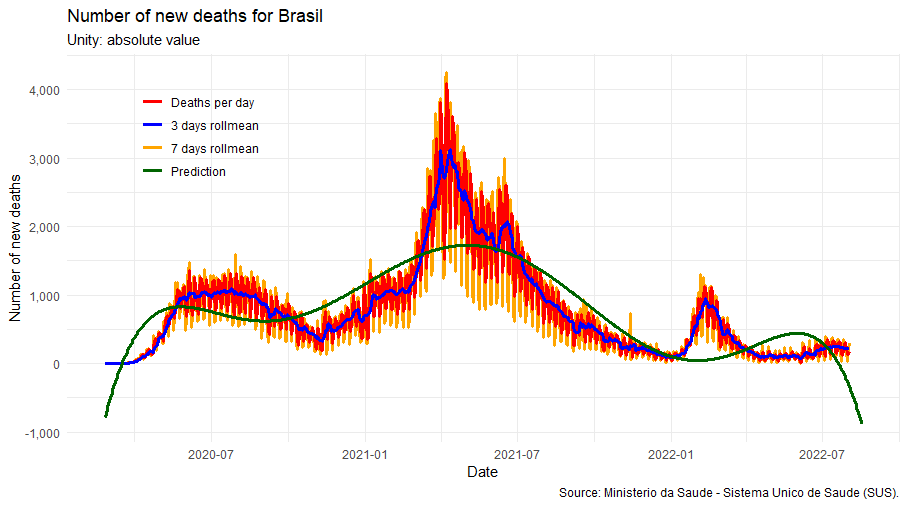 Number of new deaths for Brasil
Unity: absolute value
Number of new deaths
4,000
3,000
2,000
1,000
0
-1,000
Deaths per day
3 days rollmean
7 days rollmean
Prediction
2020-07
2021-01
2021-07
2022-01
2022-07
Date
Source: Ministerio da Saude - Sistema Unico de Saude (SUS).